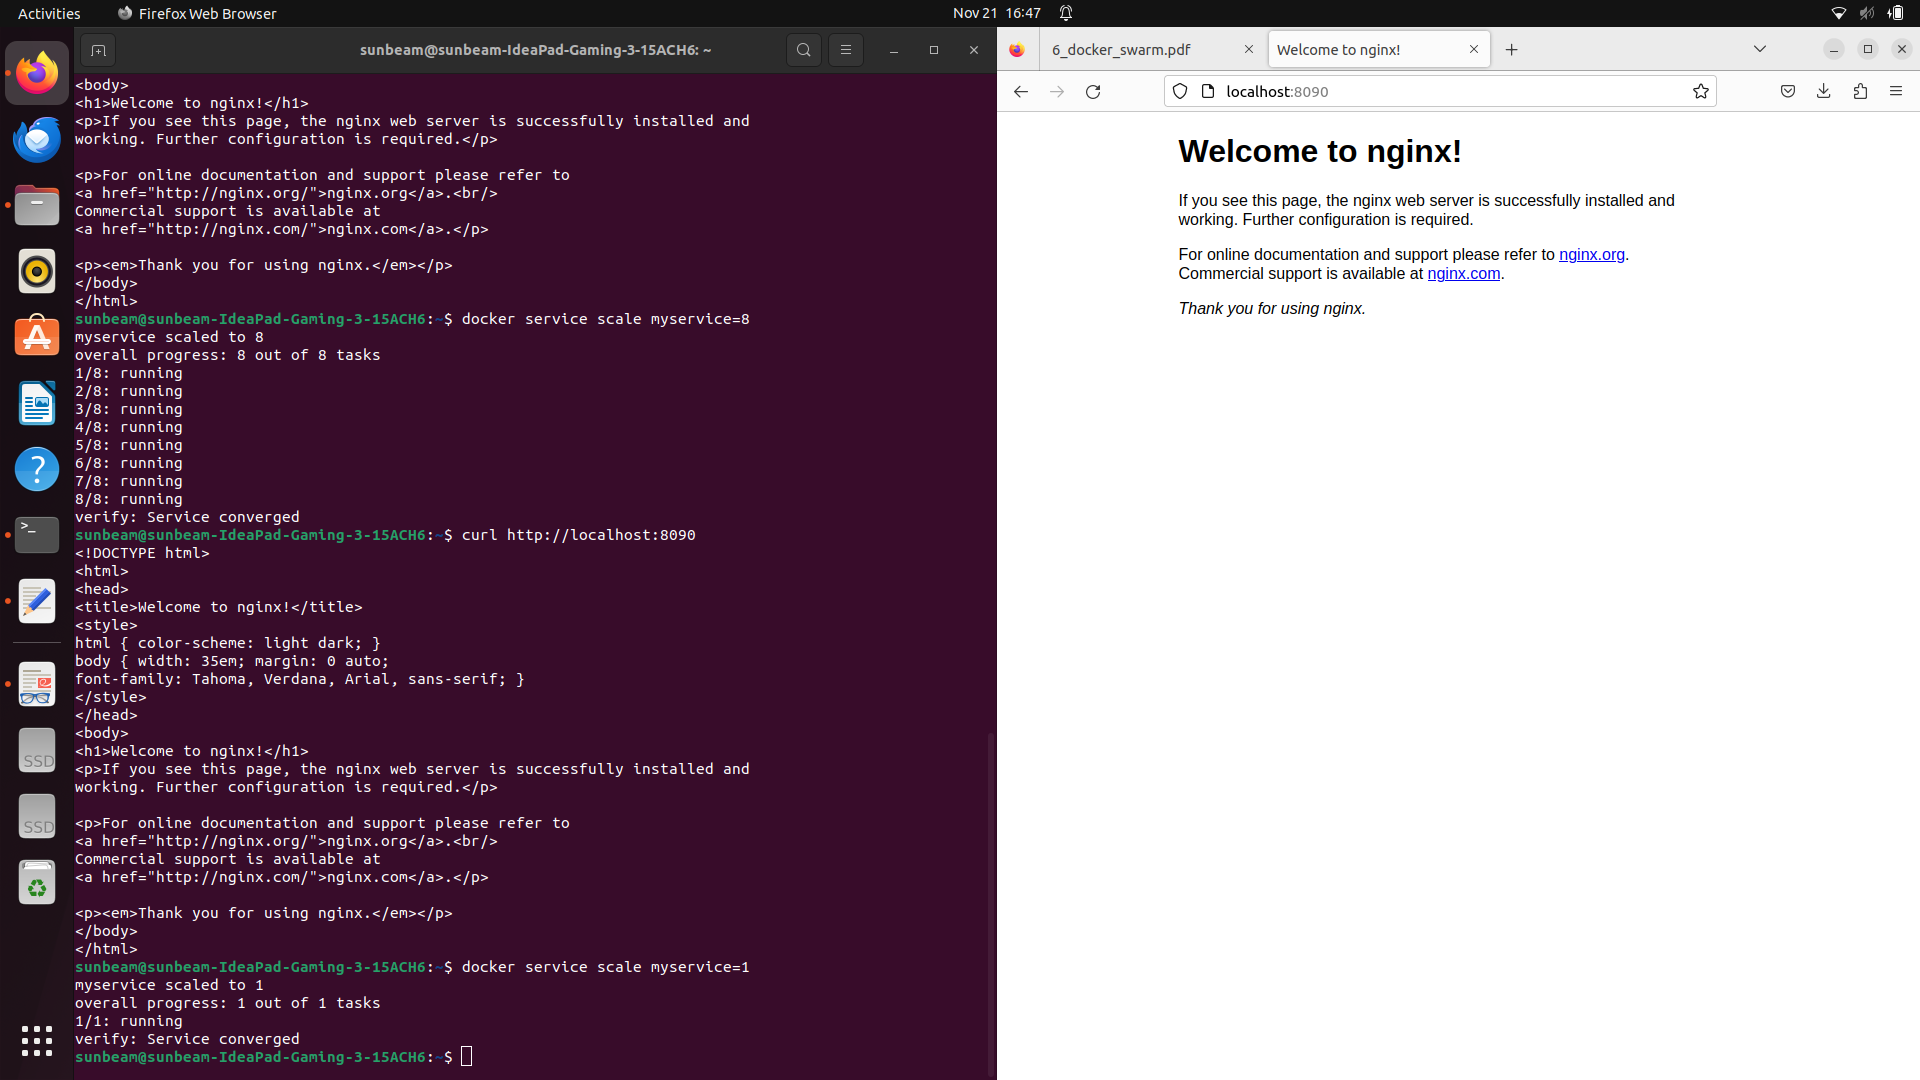 Activities
Firefox Web Browser
Nov 21 16:47
sunbeam@sunbeam-IdeaPad-Gaming-3-15ACH6: ~
<body>
<h1>Welcome to nginx!</h1>
<p>If you see this page, the nginx web server is successfully installed and
working. Further configuration is required.</p>

<p>For online documentation and support please refer to
<a href="http://nginx.org/">nginx.org</a>.<br/>
Commercial support is available at
<a href="http://nginx.com/">nginx.com</a>.</p>

<p><em>Thank you for using nginx.</em></p>
</body>
</html>
sunbeam@sunbeam-IdeaPad-Gaming-3-15ACH6:~$ docker service scale myservice=8
myservice scaled to 8
overall progress: 8 out of 8 tasks
1/8: running
2/8: running
3/8: running
4/8: running
5/8: running
6/8: running
7/8: running
8/8: running
verify: Service converged
sunbeam@sunbeam-IdeaPad-Gaming-3-15ACH6:~$ curl http://localhost:8090
<!DOCTYPE html>
<html>
<head>
<title>Welcome to nginx!</title>
<style>
html { color-scheme: light dark; }
body { width: 35em; margin: 0 auto;
font-family: Tahoma, Verdana, Arial, sans-serif; }
</style>
</head>
<body>
<h1>Welcome to nginx!</h1>
<p>If you see this page, the nginx web server is successfully installed and
working. Further configuration is required.</p>

<p>For online documentation and support please refer to
<a href="http://nginx.org/">nginx.org</a>.<br/>
Commercial support is available at
<a href="http://nginx.com/">nginx.com</a>.</p>

<p><em>Thank you for using nginx.</em></p>
</body>
</html>
sunbeam@sunbeam-IdeaPad-Gaming-3-15ACH6:~$ docker service scale myservice=1
myservice scaled to 1
overall progress: 1 out of 1 tasks
1/1: running
verify: Service converged
sunbeam@sunbeam-IdeaPad-Gaming-3-15ACH6:~$
SSD
SSD
6_docker_swarm.pdf
Welcome to nginx!
localhost:8090
Welcome to nginx!
If you see this page, the nginx web server is successfully installed and
working. Further configuration is required.
For online documentation and support please refer to nginx.org.
Commercial support is available at nginx.com.
Thank you for using nginx.